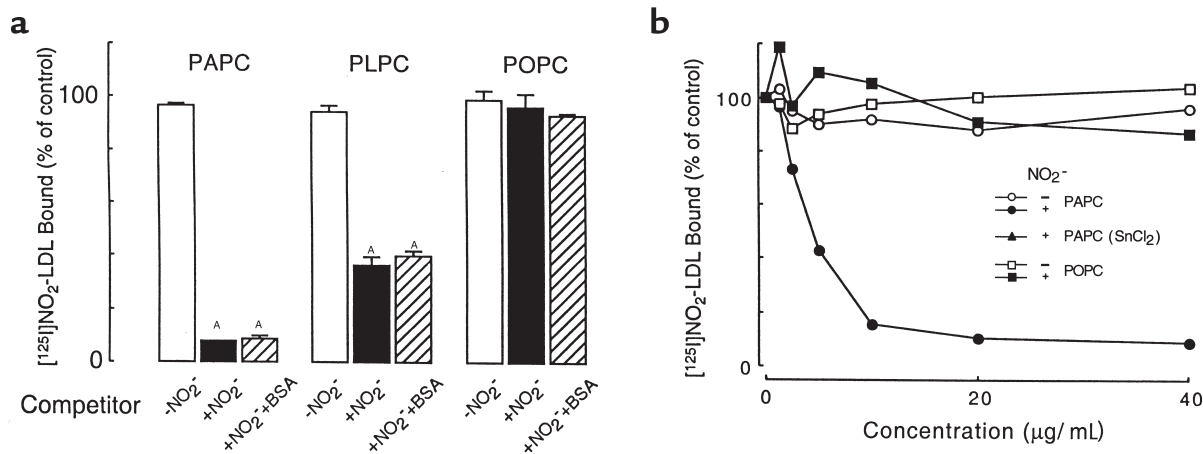 a
PAPC
PLPC
POPC
[¹²⁵I]NO₂-LDL Bound (% of control)
100
0
Competitor
-NO₂⁻
+NO₂⁻
+NO₂⁻+BSA
-NO₂⁻
+NO₂⁻
+NO₂⁻+BSA
-NO₂⁻
+NO₂⁻
+NO₂⁻+BSA
A
A
A
A
b
[¹²⁵I]NO₂-LDL Bound (% of control)
100
0
NO₂⁻
− PAPC
+
+ PAPC (SnCl₂)
− POPC
+
0
20
40
Concentration (μg/ mL)